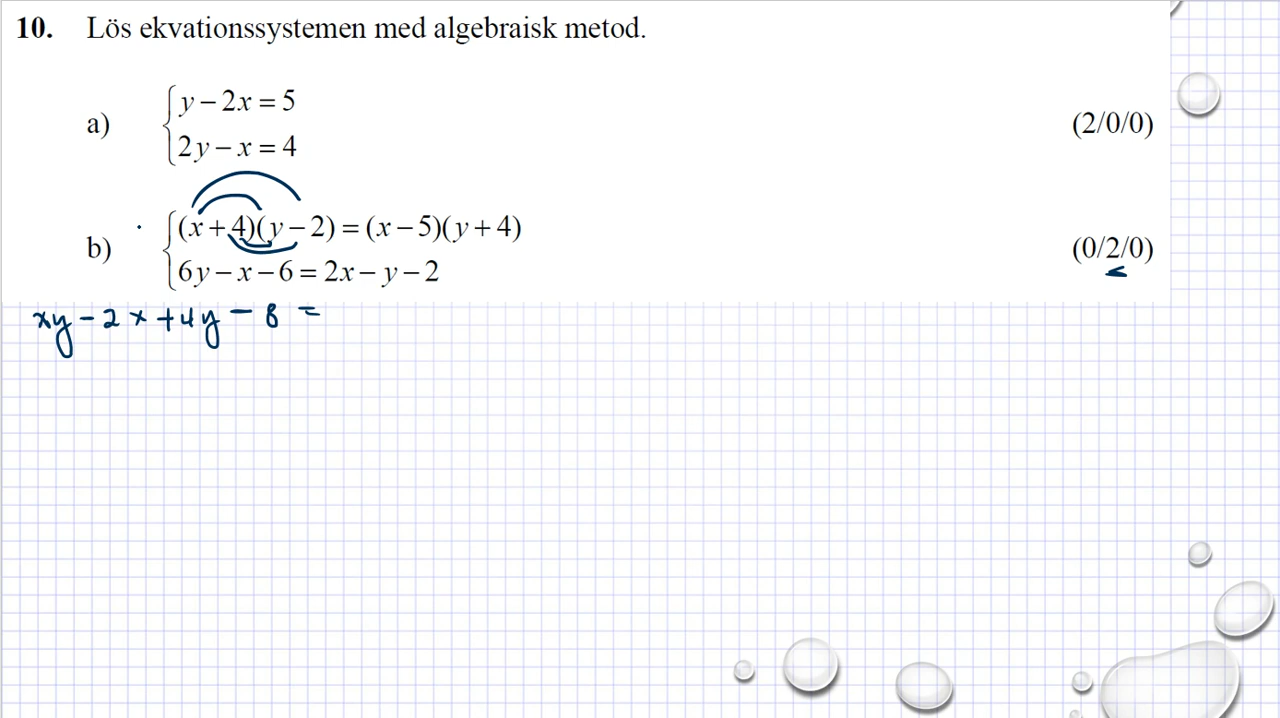 10. Lös ekvationssystemen med algebraisk metod.
a) y − 2x = 5
2y − x = 4 (2/0/0)
b) (x + 4)(y − 2) = (x − 5)(y + 4)
6y − x − 6 = 2x − y − 2 (0/2/0)
xy − 2x + 4y − 8 =